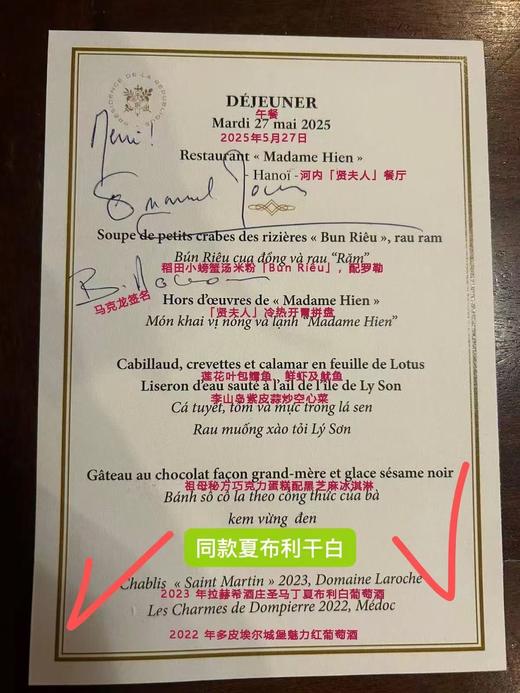 PRÉSIDENCE DE LA RÉPUBLIQUE
DÉJEUNER
午餐
Mardi 27 mai 2025
2025年5月27日
Merci!
Restaurant « Madame Hien »
- Hanoï - 河内「贤夫人」餐厅
Emmanuel Macron
Soupe de petits crabes des rizières « Bun Riêu », rau ram
Bún Riêu cua đồng và rau “Răm”
稻田小螃蟹汤米粉「Bún Riêu」，配罗勒
B. Macron
马克龙签名
Hors d’œuvres de « Madame Hien »
「贤夫人」冷热开胃拼盘
Món khai vị nóng và lạnh “Madame Hien”
Cabillaud, crevettes et calamar en feuille de Lotus
莲花叶包鳕鱼、鲜虾及鱿鱼
Liseron d’eau sauté à l’ail de l’île de Ly Son
李山岛紫皮蒜炒空心菜
Cá tuyết, tôm và mực trong lá sen
Rau muống xào tỏi Lý Sơn
Gâteau au chocolat façon grand-mère et glace sésame noir
祖母秘方巧克力蛋糕配黑芝麻冰淇淋
Bánh sô cô la theo công thức của bà
kem vừng đen
同款夏布利干白
Chablis « Saint Martin » 2023, Domaine Laroche
2023 年拉赫希酒庄圣马丁夏布利白葡萄酒
Les Charmes de Dompierre 2022, Médoc
2022 年多皮埃尔城堡魅力红葡萄酒